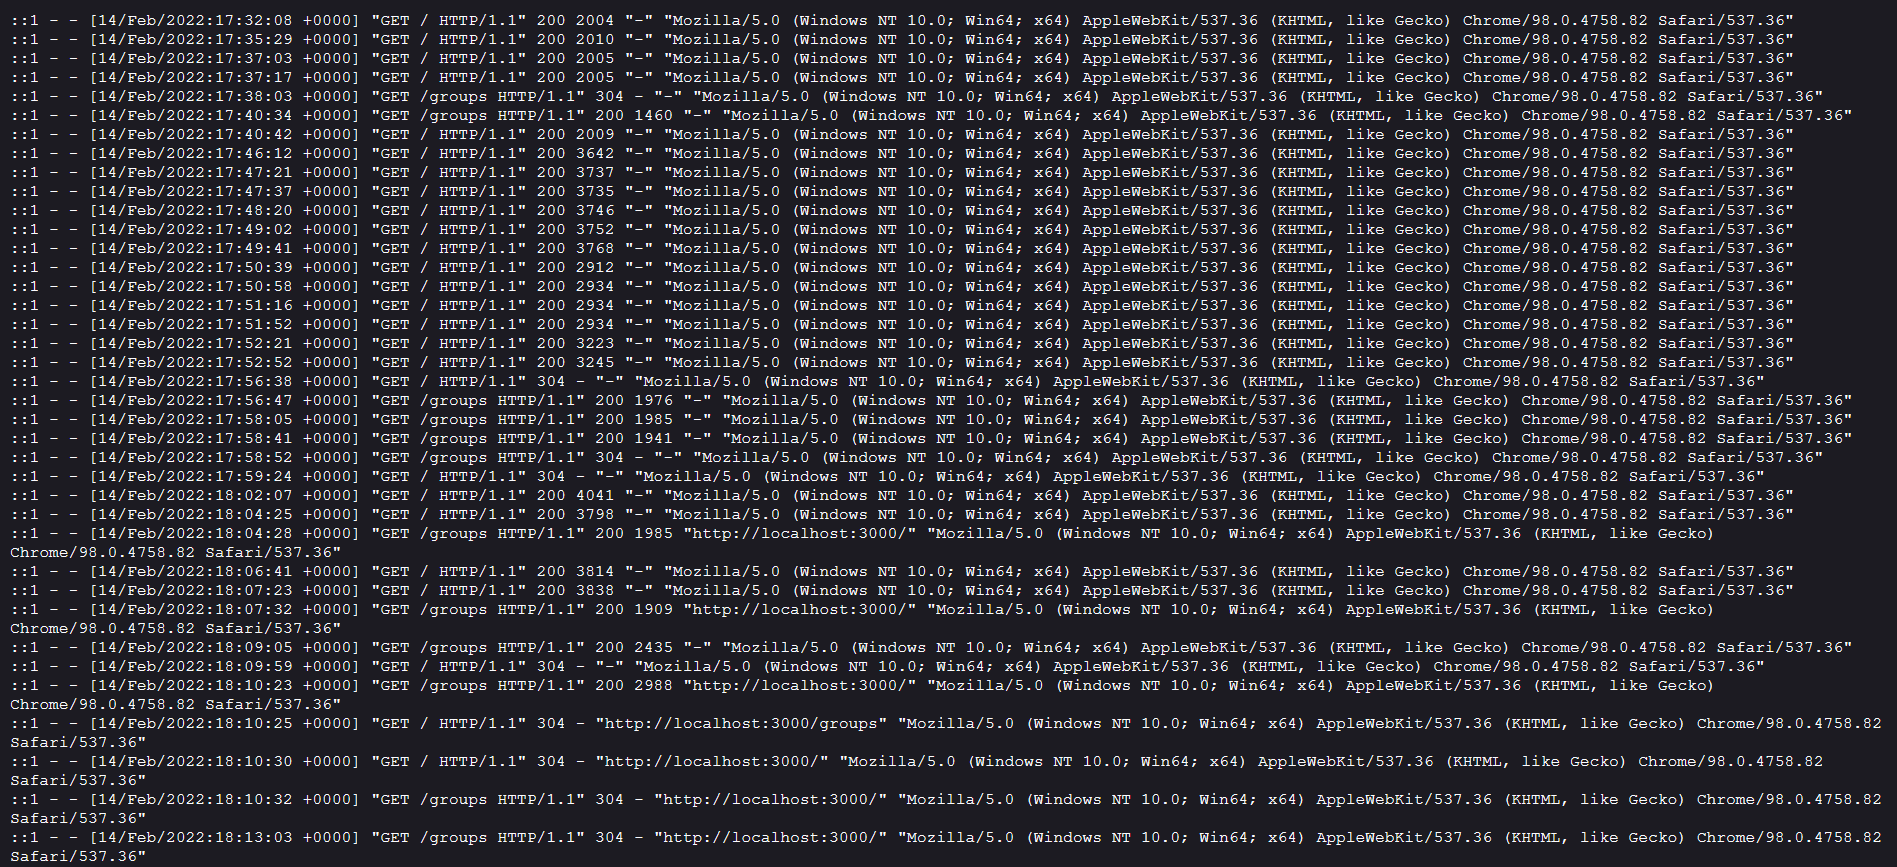 ::1 - - [14/Feb/2022:17:32:08 +0000] "GET / HTTP/1.1" 200 2004 "-" "Mozilla/5.0 (Windows NT 10.0; Win64; x64) AppleWebKit/537.36 (KHTML, like Gecko) Chrome/98.0.4758.82 Safari/537.36"
::1 - - [14/Feb/2022:17:35:29 +0000] "GET / HTTP/1.1" 200 2010 "-" "Mozilla/5.0 (Windows NT 10.0; Win64; x64) AppleWebKit/537.36 (KHTML, like Gecko) Chrome/98.0.4758.82 Safari/537.36"
::1 - - [14/Feb/2022:17:37:03 +0000] "GET / HTTP/1.1" 200 2005 "-" "Mozilla/5.0 (Windows NT 10.0; Win64; x64) AppleWebKit/537.36 (KHTML, like Gecko) Chrome/98.0.4758.82 Safari/537.36"
::1 - - [14/Feb/2022:17:37:17 +0000] "GET / HTTP/1.1" 200 2005 "-" "Mozilla/5.0 (Windows NT 10.0; Win64; x64) AppleWebKit/537.36 (KHTML, like Gecko) Chrome/98.0.4758.82 Safari/537.36"
::1 - - [14/Feb/2022:17:38:03 +0000] "GET /groups HTTP/1.1" 304 - "-" "Mozilla/5.0 (Windows NT 10.0; Win64; x64) AppleWebKit/537.36 (KHTML, like Gecko) Chrome/98.0.4758.82 Safari/537.36"
::1 - - [14/Feb/2022:17:40:34 +0000] "GET /groups HTTP/1.1" 200 1460 "-" "Mozilla/5.0 (Windows NT 10.0; Win64; x64) AppleWebKit/537.36 (KHTML, like Gecko) Chrome/98.0.4758.82 Safari/537.36"
::1 - - [14/Feb/2022:17:40:42 +0000] "GET / HTTP/1.1" 200 2009 "-" "Mozilla/5.0 (Windows NT 10.0; Win64; x64) AppleWebKit/537.36 (KHTML, like Gecko) Chrome/98.0.4758.82 Safari/537.36"
::1 - - [14/Feb/2022:17:46:12 +0000] "GET / HTTP/1.1" 200 3642 "-" "Mozilla/5.0 (Windows NT 10.0; Win64; x64) AppleWebKit/537.36 (KHTML, like Gecko) Chrome/98.0.4758.82 Safari/537.36"
::1 - - [14/Feb/2022:17:47:21 +0000] "GET / HTTP/1.1" 200 3737 "-" "Mozilla/5.0 (Windows NT 10.0; Win64; x64) AppleWebKit/537.36 (KHTML, like Gecko) Chrome/98.0.4758.82 Safari/537.36"
::1 - - [14/Feb/2022:17:47:37 +0000] "GET / HTTP/1.1" 200 3735 "-" "Mozilla/5.0 (Windows NT 10.0; Win64; x64) AppleWebKit/537.36 (KHTML, like Gecko) Chrome/98.0.4758.82 Safari/537.36"
::1 - - [14/Feb/2022:17:48:20 +0000] "GET / HTTP/1.1" 200 3746 "-" "Mozilla/5.0 (Windows NT 10.0; Win64; x64) AppleWebKit/537.36 (KHTML, like Gecko) Chrome/98.0.4758.82 Safari/537.36"
::1 - - [14/Feb/2022:17:49:02 +0000] "GET / HTTP/1.1" 200 3752 "-" "Mozilla/5.0 (Windows NT 10.0; Win64; x64) AppleWebKit/537.36 (KHTML, like Gecko) Chrome/98.0.4758.82 Safari/537.36"
::1 - - [14/Feb/2022:17:49:41 +0000] "GET / HTTP/1.1" 200 3768 "-" "Mozilla/5.0 (Windows NT 10.0; Win64; x64) AppleWebKit/537.36 (KHTML, like Gecko) Chrome/98.0.4758.82 Safari/537.36"
::1 - - [14/Feb/2022:17:50:39 +0000] "GET / HTTP/1.1" 200 2912 "-" "Mozilla/5.0 (Windows NT 10.0; Win64; x64) AppleWebKit/537.36 (KHTML, like Gecko) Chrome/98.0.4758.82 Safari/537.36"
::1 - - [14/Feb/2022:17:50:58 +0000] "GET / HTTP/1.1" 200 2934 "-" "Mozilla/5.0 (Windows NT 10.0; Win64; x64) AppleWebKit/537.36 (KHTML, like Gecko) Chrome/98.0.4758.82 Safari/537.36"
::1 - - [14/Feb/2022:17:51:16 +0000] "GET / HTTP/1.1" 200 2934 "-" "Mozilla/5.0 (Windows NT 10.0; Win64; x64) AppleWebKit/537.36 (KHTML, like Gecko) Chrome/98.0.4758.82 Safari/537.36"
::1 - - [14/Feb/2022:17:51:52 +0000] "GET / HTTP/1.1" 200 2934 "-" "Mozilla/5.0 (Windows NT 10.0; Win64; x64) AppleWebKit/537.36 (KHTML, like Gecko) Chrome/98.0.4758.82 Safari/537.36"
::1 - - [14/Feb/2022:17:52:21 +0000] "GET / HTTP/1.1" 200 3223 "-" "Mozilla/5.0 (Windows NT 10.0; Win64; x64) AppleWebKit/537.36 (KHTML, like Gecko) Chrome/98.0.4758.82 Safari/537.36"
::1 - - [14/Feb/2022:17:52:52 +0000] "GET / HTTP/1.1" 200 3245 "-" "Mozilla/5.0 (Windows NT 10.0; Win64; x64) AppleWebKit/537.36 (KHTML, like Gecko) Chrome/98.0.4758.82 Safari/537.36"
::1 - - [14/Feb/2022:17:56:38 +0000] "GET / HTTP/1.1" 304 - "-" "Mozilla/5.0 (Windows NT 10.0; Win64; x64) AppleWebKit/537.36 (KHTML, like Gecko) Chrome/98.0.4758.82 Safari/537.36"
::1 - - [14/Feb/2022:17:56:47 +0000] "GET /groups HTTP/1.1" 200 1976 "-" "Mozilla/5.0 (Windows NT 10.0; Win64; x64) AppleWebKit/537.36 (KHTML, like Gecko) Chrome/98.0.4758.82 Safari/537.36"
::1 - - [14/Feb/2022:17:58:05 +0000] "GET /groups HTTP/1.1" 200 1985 "-" "Mozilla/5.0 (Windows NT 10.0; Win64; x64) AppleWebKit/537.36 (KHTML, like Gecko) Chrome/98.0.4758.82 Safari/537.36"
::1 - - [14/Feb/2022:17:58:41 +0000] "GET /groups HTTP/1.1" 200 1941 "-" "Mozilla/5.0 (Windows NT 10.0; Win64; x64) AppleWebKit/537.36 (KHTML, like Gecko) Chrome/98.0.4758.82 Safari/537.36"
::1 - - [14/Feb/2022:17:58:52 +0000] "GET /groups HTTP/1.1" 304 - "-" "Mozilla/5.0 (Windows NT 10.0; Win64; x64) AppleWebKit/537.36 (KHTML, like Gecko) Chrome/98.0.4758.82 Safari/537.36"
::1 - - [14/Feb/2022:17:59:24 +0000] "GET / HTTP/1.1" 304 - "-" "Mozilla/5.0 (Windows NT 10.0; Win64; x64) AppleWebKit/537.36 (KHTML, like Gecko) Chrome/98.0.4758.82 Safari/537.36"
::1 - - [14/Feb/2022:18:02:07 +0000] "GET / HTTP/1.1" 200 4041 "-" "Mozilla/5.0 (Windows NT 10.0; Win64; x64) AppleWebKit/537.36 (KHTML, like Gecko) Chrome/98.0.4758.82 Safari/537.36"
::1 - - [14/Feb/2022:18:04:25 +0000] "GET / HTTP/1.1" 200 3798 "-" "Mozilla/5.0 (Windows NT 10.0; Win64; x64) AppleWebKit/537.36 (KHTML, like Gecko) Chrome/98.0.4758.82 Safari/537.36"
::1 - - [14/Feb/2022:18:04:28 +0000] "GET /groups HTTP/1.1" 200 1985 "http://localhost:3000/" "Mozilla/5.0 (Windows NT 10.0; Win64; x64) AppleWebKit/537.36 (KHTML, like Gecko)
Chrome/98.0.4758.82 Safari/537.36"
::1 - - [14/Feb/2022:18:06:41 +0000] "GET / HTTP/1.1" 200 3814 "-" "Mozilla/5.0 (Windows NT 10.0; Win64; x64) AppleWebKit/537.36 (KHTML, like Gecko) Chrome/98.0.4758.82 Safari/537.36"
::1 - - [14/Feb/2022:18:07:23 +0000] "GET / HTTP/1.1" 200 3838 "-" "Mozilla/5.0 (Windows NT 10.0; Win64; x64) AppleWebKit/537.36 (KHTML, like Gecko) Chrome/98.0.4758.82 Safari/537.36"
::1 - - [14/Feb/2022:18:07:32 +0000] "GET /groups HTTP/1.1" 200 1909 "http://localhost:3000/" "Mozilla/5.0 (Windows NT 10.0; Win64; x64) AppleWebKit/537.36 (KHTML, like Gecko)
Chrome/98.0.4758.82 Safari/537.36"
::1 - - [14/Feb/2022:18:09:05 +0000] "GET /groups HTTP/1.1" 200 2435 "-" "Mozilla/5.0 (Windows NT 10.0; Win64; x64) AppleWebKit/537.36 (KHTML, like Gecko) Chrome/98.0.4758.82 Safari/537.36"
::1 - - [14/Feb/2022:18:09:59 +0000] "GET / HTTP/1.1" 304 - "-" "Mozilla/5.0 (Windows NT 10.0; Win64; x64) AppleWebKit/537.36 (KHTML, like Gecko) Chrome/98.0.4758.82 Safari/537.36"
::1 - - [14/Feb/2022:18:10:23 +0000] "GET /groups HTTP/1.1" 200 2988 "http://localhost:3000/" "Mozilla/5.0 (Windows NT 10.0; Win64; x64) AppleWebKit/537.36 (KHTML, like Gecko)
Chrome/98.0.4758.82 Safari/537.36"
::1 - - [14/Feb/2022:18:10:25 +0000] "GET / HTTP/1.1" 304 - "http://localhost:3000/groups" "Mozilla/5.0 (Windows NT 10.0; Win64; x64) AppleWebKit/537.36 (KHTML, like Gecko) Chrome/98.0.4758.82
Safari/537.36"
::1 - - [14/Feb/2022:18:10:30 +0000] "GET / HTTP/1.1" 304 - "http://localhost:3000/" "Mozilla/5.0 (Windows NT 10.0; Win64; x64) AppleWebKit/537.36 (KHTML, like Gecko) Chrome/98.0.4758.82
Safari/537.36"
::1 - - [14/Feb/2022:18:10:32 +0000] "GET /groups HTTP/1.1" 304 - "http://localhost:3000/" "Mozilla/5.0 (Windows NT 10.0; Win64; x64) AppleWebKit/537.36 (KHTML, like Gecko) Chrome/98.0.4758.82
Safari/537.36"
::1 - - [14/Feb/2022:18:13:03 +0000] "GET /groups HTTP/1.1" 304 - "http://localhost:3000/" "Mozilla/5.0 (Windows NT 10.0; Win64; x64) AppleWebKit/537.36 (KHTML, like Gecko) Chrome/98.0.4758.82
Safari/537.36"